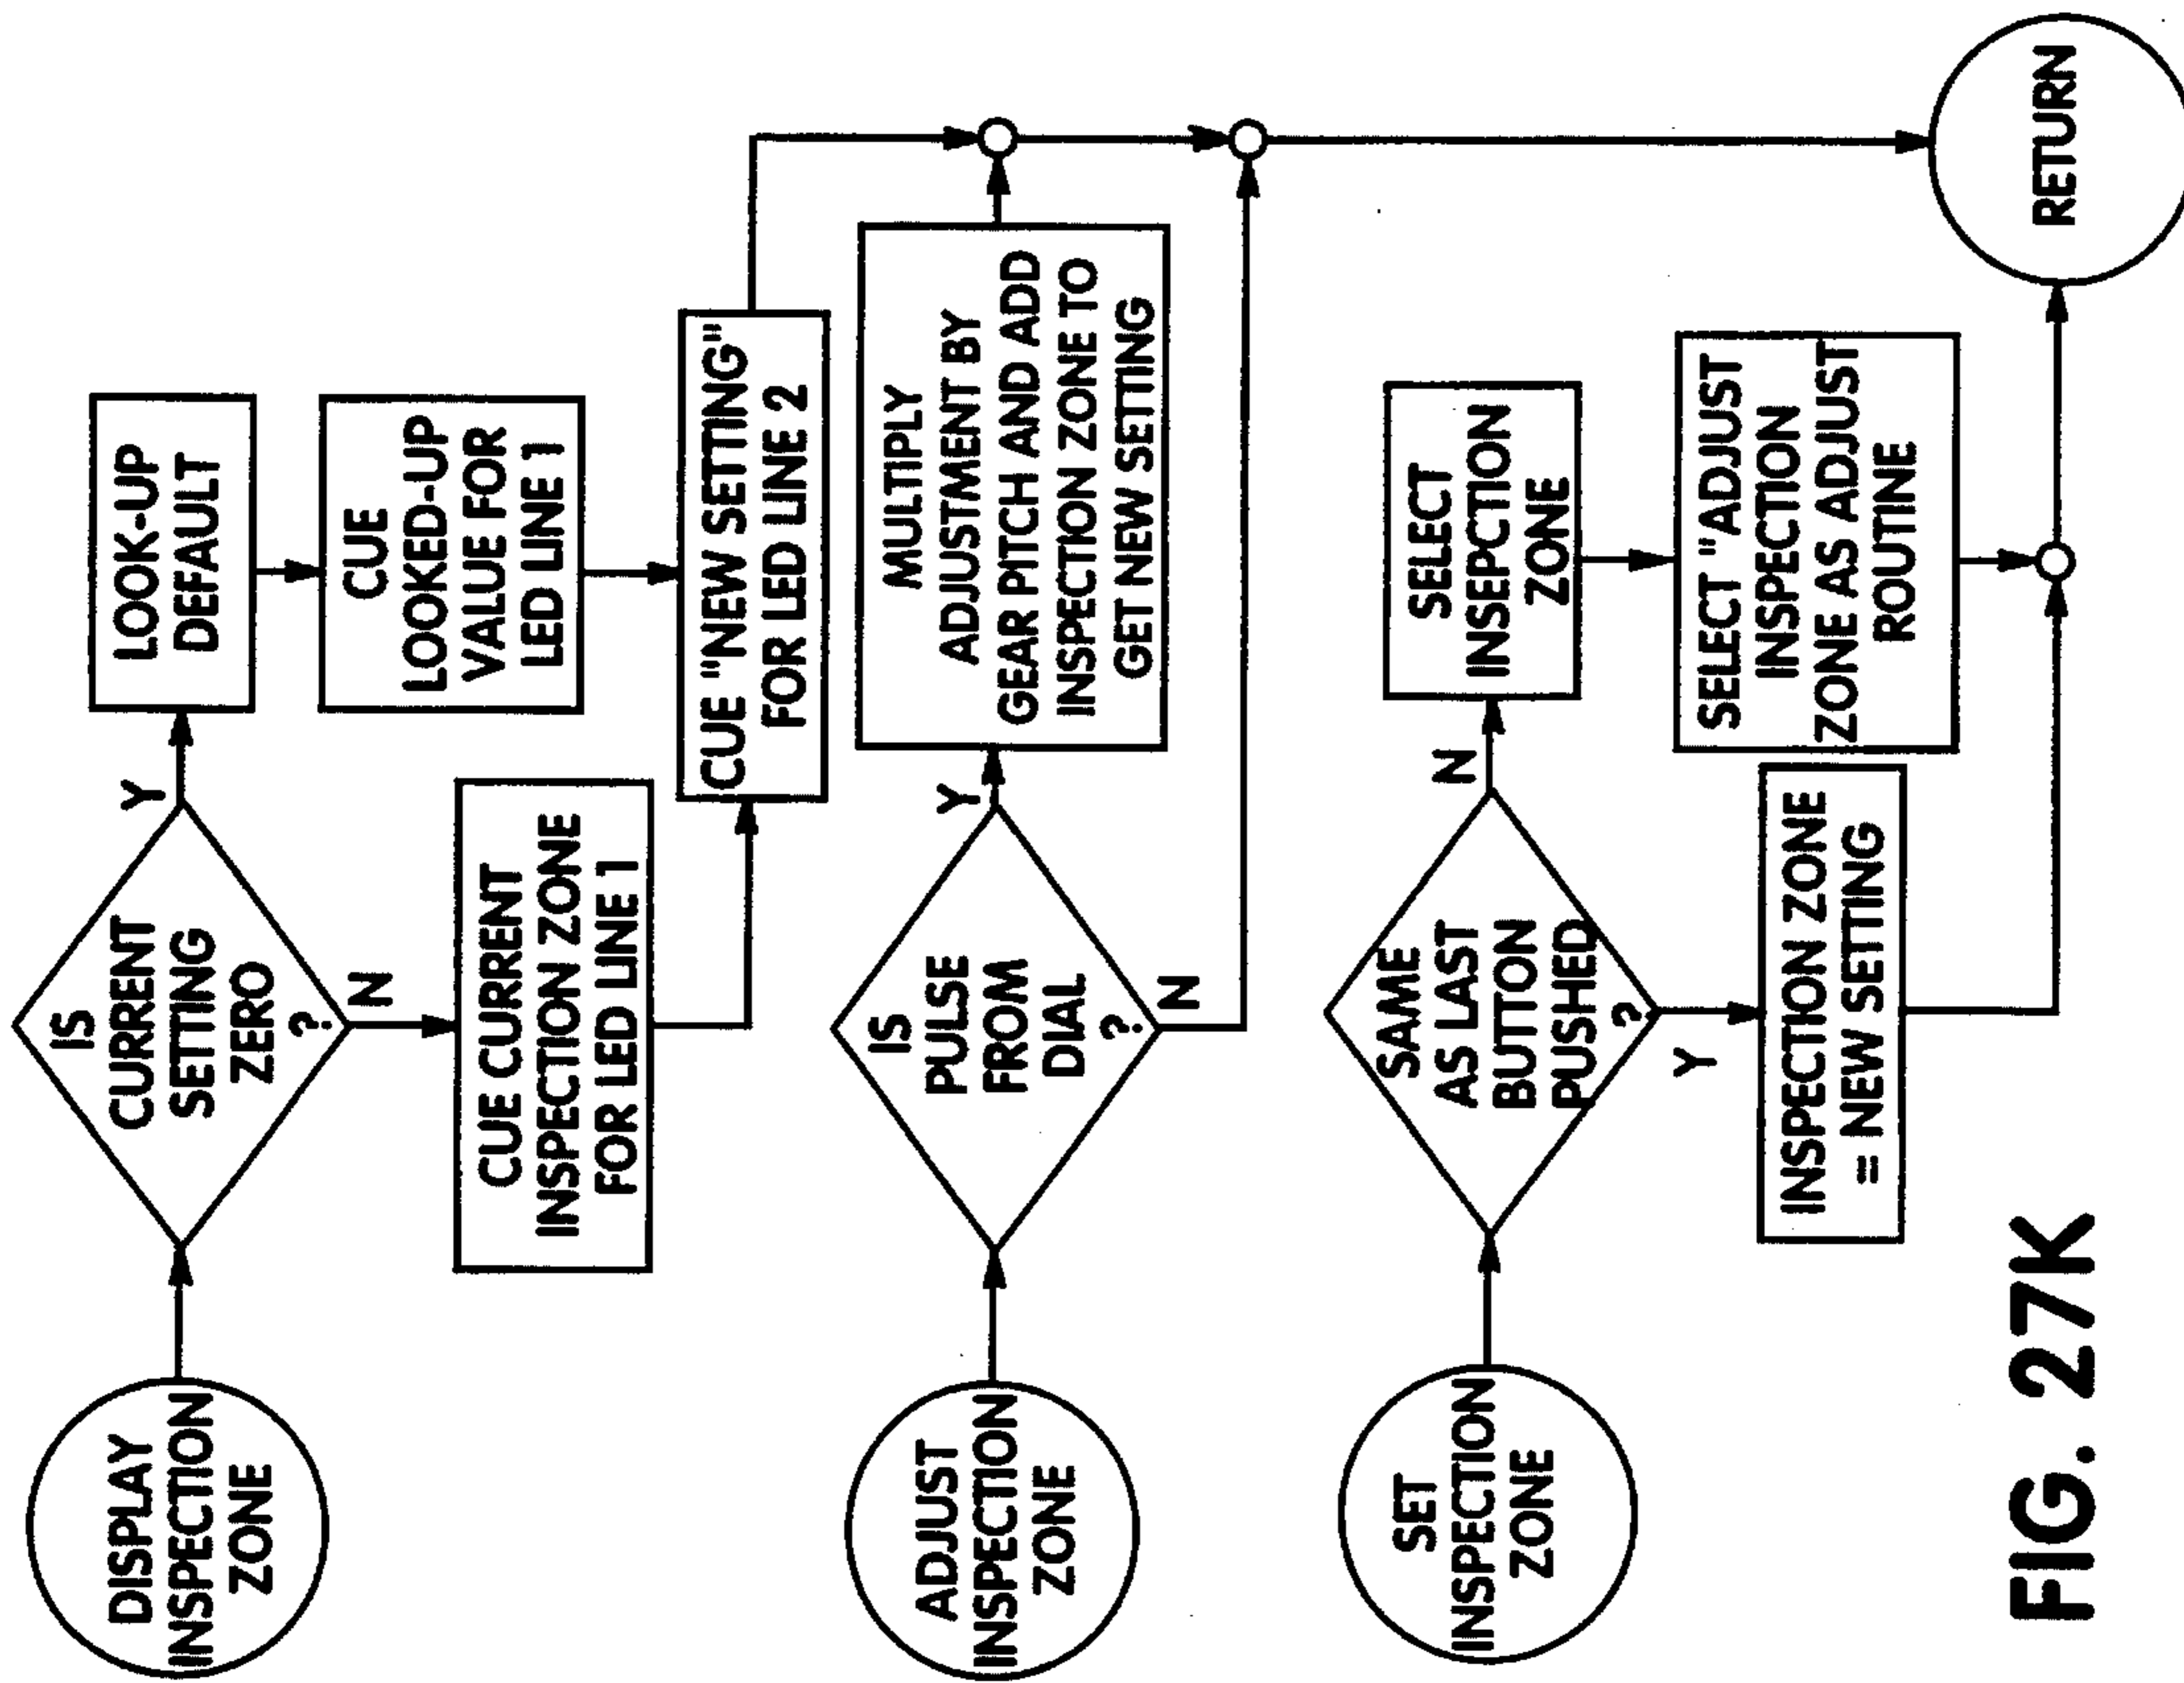 DISPLAY
INSPECTION
ZONE
IS
CURRENT
SETTING
ZERO
?
Y
N
LOOK-UP
DEFAULT
CUE
LOOKED-UP
VALUE FOR
LED LINE 1
CUE CURRENT
INSPECTION ZONE
FOR LED LINE 1
CUE "NEW SETTING"
FOR LED LINE 2
ADJUST
INSPECTION
ZONE
IS
PULSE
FROM
DIAL
?
Y
N
MULTIPLY
ADJUSTMENT BY
GEAR PITCH AND ADD
INSPECTION ZONE TO
GET NEW SETTING
SET
INSPECTION
ZONE
SAME
AS LAST
BUTTON
PUSHED
?
N
Y
SELECT
INSEPCTION
ZONE
SELECT "ADJUST
INSPECTION
ZONE AS ADJUST
ROUTINE
INSPECTION ZONE
= NEW SETTING
RETURN
FIG. 27K